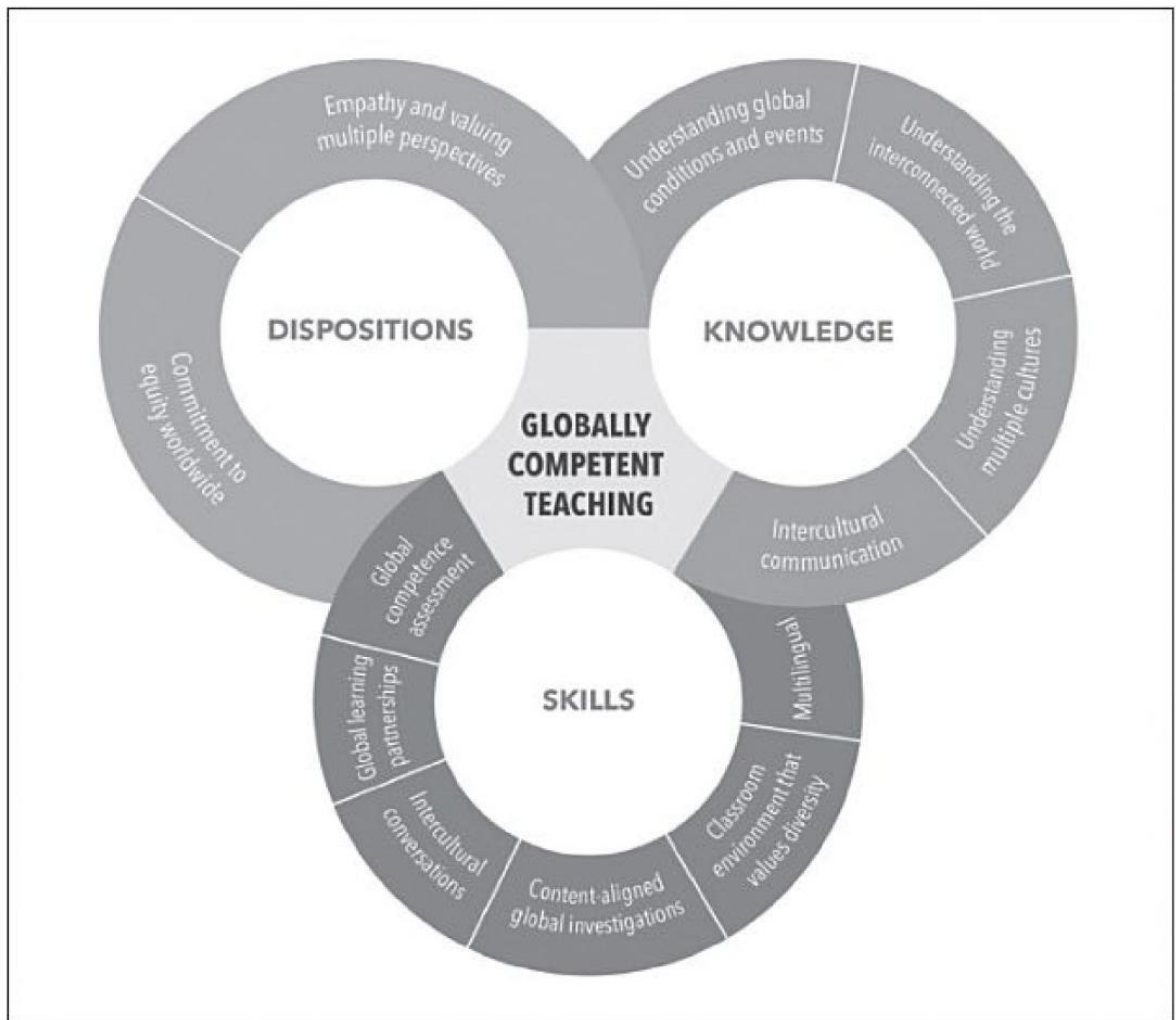 Empathy and valuing
multiple perspectives
Commitment to
equity worldwide
DISPOSITIONS
Understanding global
conditions and events
Understanding the
interconnected world
Understanding
multiple cultures
Intercultural
communication
KNOWLEDGE
GLOBALLY
COMPETENT
TEACHING
Global
competence
assessment
Global learning
partnerships
Intercultural
conversations
Content-aligned
global investigations
Classroom
environment that
values diversity
Multilingual
SKILLS